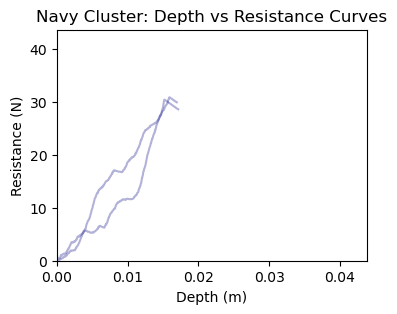 Navy Cluster: Depth vs Resistance Curves
Resistance (N)
40
30
20
10
0
0.00 0.01 0.02 0.03 0.04
Depth (m)